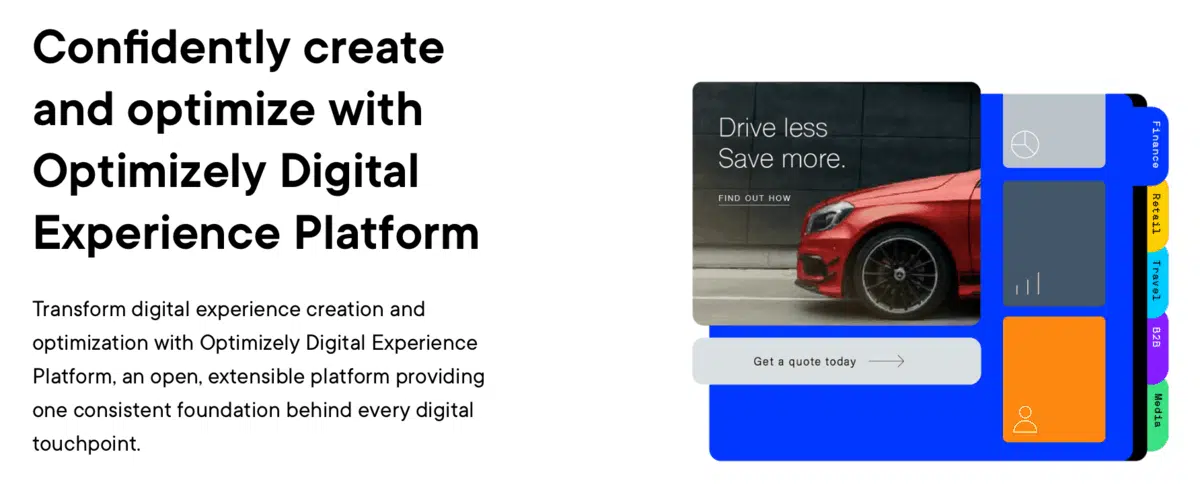 Confidently create
and optimize with
Optimizely Digital
Experience Platform
Transform digital experience creation and
optimization with Optimizely Digital Experience
Platform, an open, extensible platform providing
one consistent foundation behind every digital
touchpoint.
Drive less
Save more.
FIND OUT HOW
Get a quote today
Finance
Retail
Travel
B2B
Media